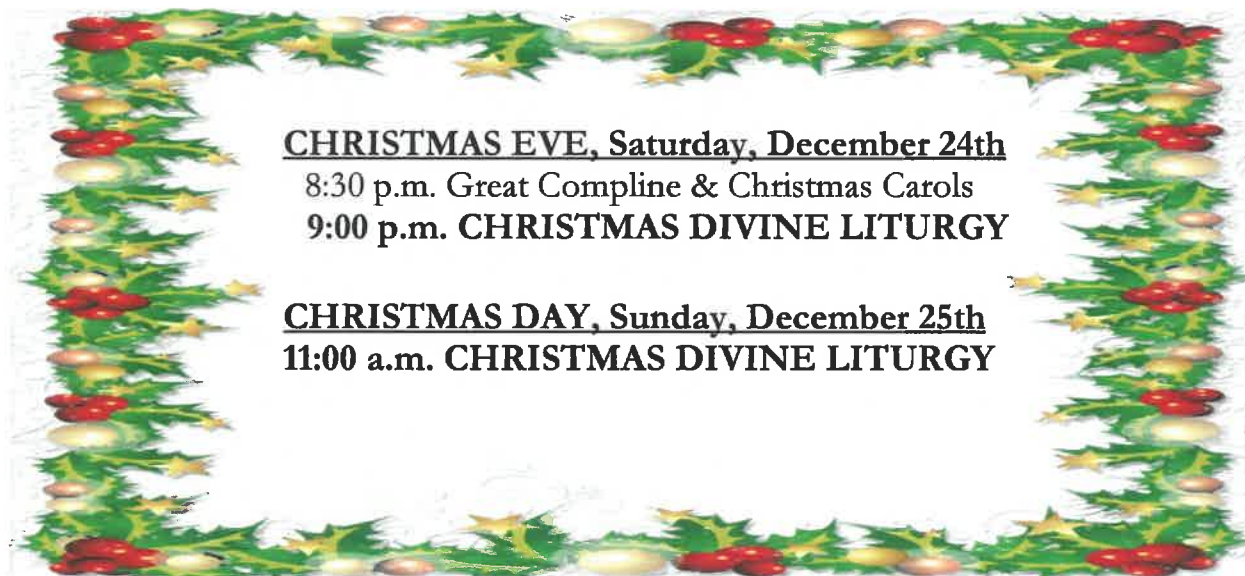 CHRISTMAS EVE, Saturday, December 24th
8:30 p.m. Great Compline & Christmas Carols
9:00 p.m. CHRISTMAS DIVINE LITURGY
CHRISTMAS DAY, Sunday, December 25th
11:00 a.m. CHRISTMAS DIVINE LITURGY